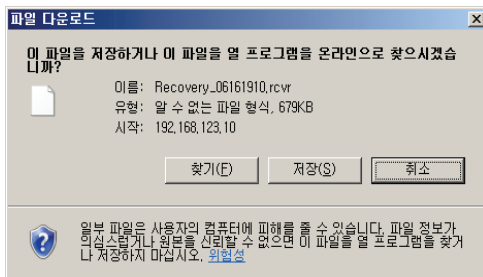 파일 다운로드
이 파일을 저장하거나 이 파일을 열 프로그램을 온라인으로 찾으시겠습
니까?
이름: Recovery_06161910,rcvr
유형: 알 수 없는 파일 형식, 679KB
시작: 192,168,123,10
찾기(F) 저장(S) 취소
일부 파일은 사용자의 컴퓨터에 피해를 줄 수 있습니다. 파일 정보가
의심스럽거나 원본을 신뢰할 수 없으면 이 파일을 열 프로그램을 찾거
나 저장하지 마십시오. 위험성